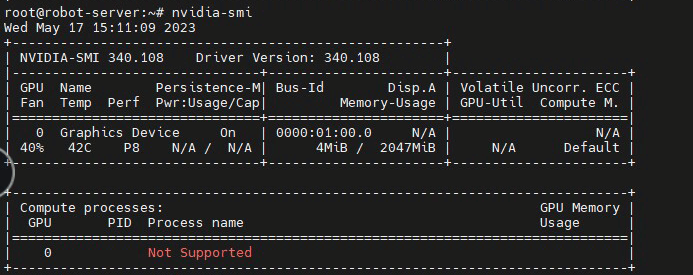 root@robot-server:~# nvidia-smi
Wed May 17 15:11:09 2023
+------------------------------------------------------+
| NVIDIA-SMI 340.108    Driver Version: 340.108        |
|-------------------------------+----------------------+----------------------+
| GPU  Name        Persistence-M| Bus-Id        Disp.A | Volatile Uncorr. ECC |
| Fan  Temp  Perf  Pwr:Usage/Cap|         Memory-Usage | GPU-Util  Compute M. |
|===============================+======================+======================|
|   0  Graphics Device     On   | 0000:01:00.0     N/A |                  N/A |
| 40%   42C    P8    N/A /  N/A |      4MiB /  2047MiB |     N/A      Default |
+-------------------------------+----------------------+----------------------+
+-----------------------------------------------------------------------------+
| Compute processes:                                               GPU Memory |
|  GPU       PID  Process name                                     Usage      |
|=============================================================================|
|    0            Not Supported                                               |
+-----------------------------------------------------------------------------+